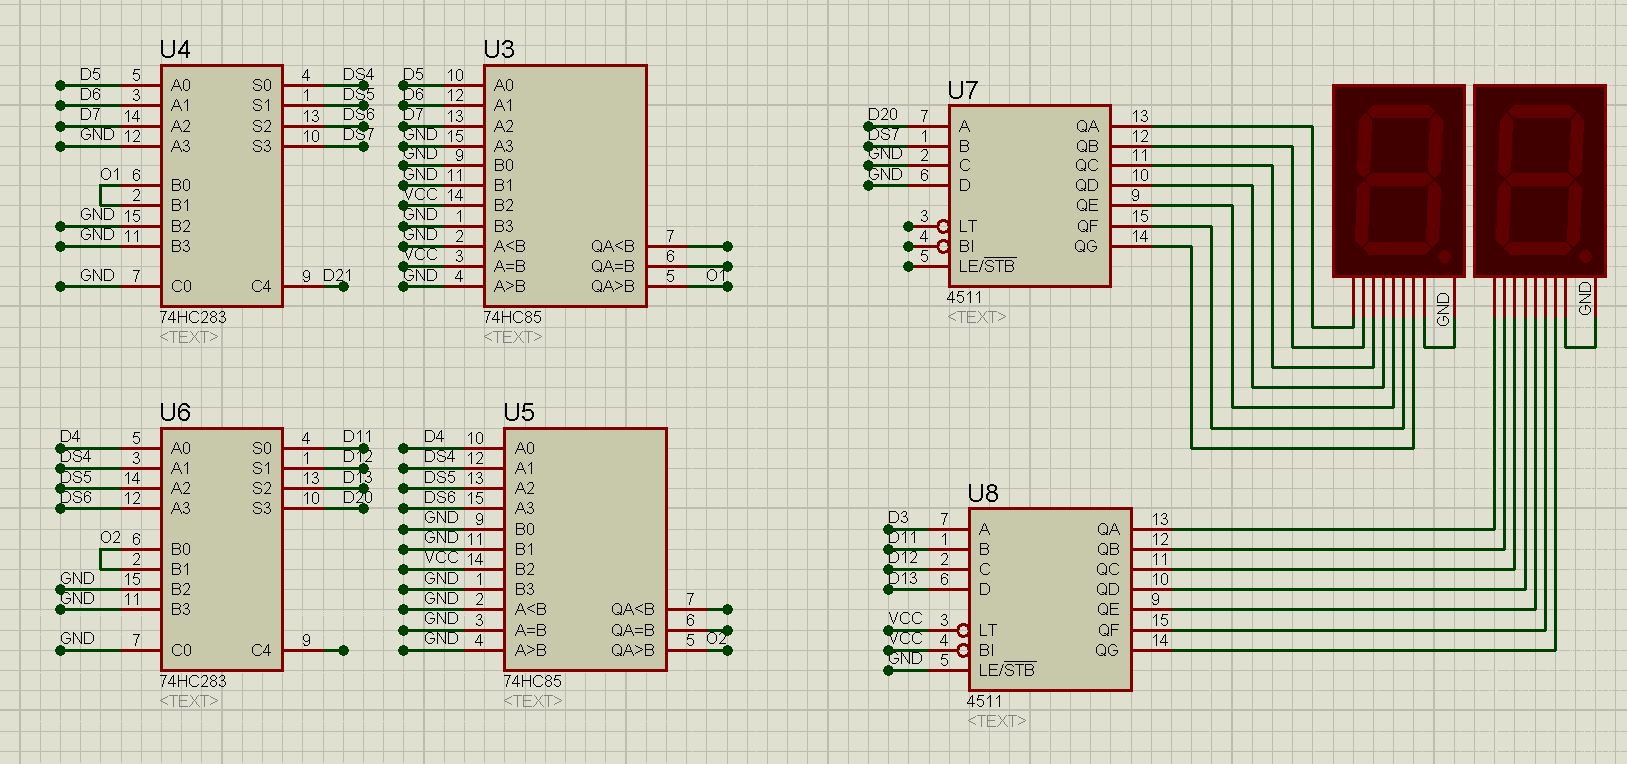 U4
D5 5 A0 S0 4 DS4
D6 3 A1 S1 1 DS5
D7 14 A2 S2 13 DS6
GND 12 A3 S3 10 DS7
O1 6 B0
2 B1
GND 15 B2
GND 11 B3
GND 7 C0 C4 9 D21
74HC283
<TEXT>
U3
D5 10 A0
D6 12 A1
D7 13 A2
GND 15 A3
GND 9 B0
GND 11 B1
VCC 14 B2
GND 1 B3
GND 2 A<B QA<B 7
VCC 3 A=B QA=B 6
GND 4 A>B QA>B 5 O1
74HC85
<TEXT>
U7
D20 7 A QA 13
DS7 1 B QB 12
GND 2 C QC 11
GND 6 D QD 10
QE 9
3 LT QF 15
4 BI QG 14
5 LE/STB
4511
<TEXT>
GND
GND
U6
D4 5 A0 S0 4 D11
DS4 3 A1 S1 1 D12
DS5 14 A2 S2 13 D13
DS6 12 A3 S3 10 D20
O2 6 B0
2 B1
GND 15 B2
GND 11 B3
GND 7 C0 C4 9
74HC283
<TEXT>
U5
D4 10 A0
DS4 12 A1
DS5 13 A2
DS6 15 A3
GND 9 B0
GND 11 B1
VCC 14 B2
GND 1 B3
GND 2 A<B QA<B 7
GND 3 A=B QA=B 6
GND 4 A>B QA>B 5 O2
74HC85
<TEXT>
U8
D3 7 A QA 13
D11 1 B QB 12
D12 2 C QC 11
D13 6 D QD 10
QE 9
VCC 3 LT QF 15
VCC 4 BI QG 14
GND 5 LE/STB
4511
<TEXT>